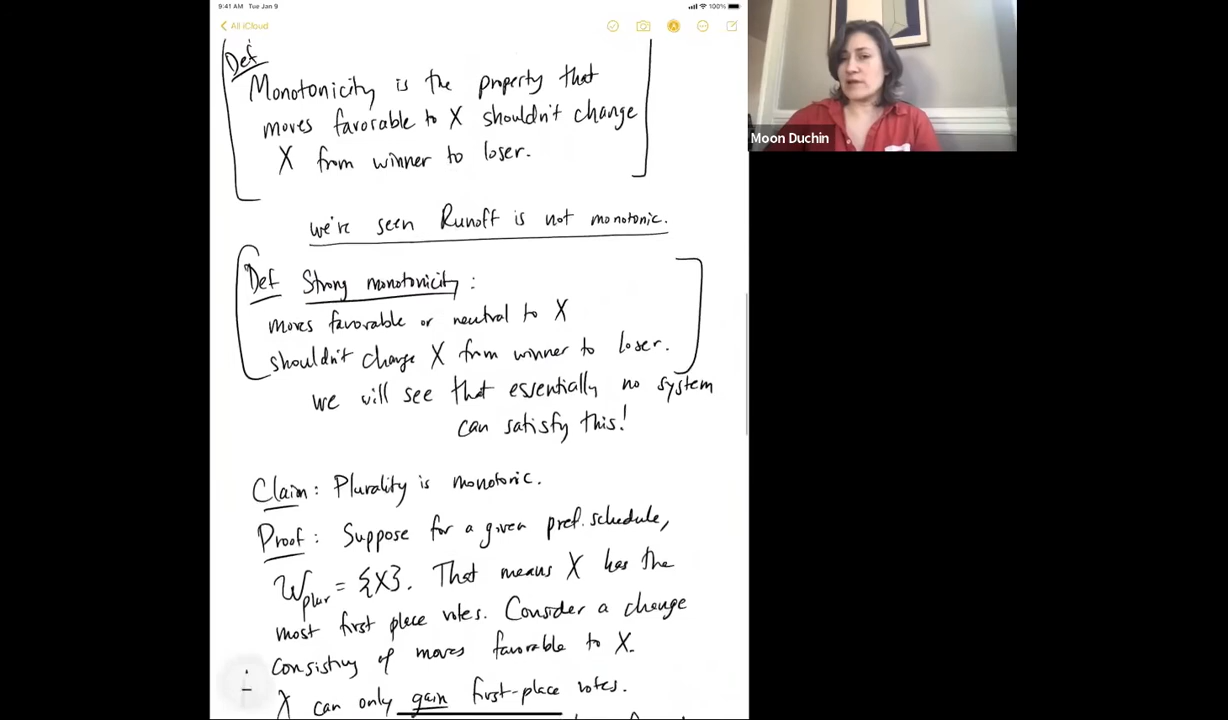 9:41 AM Tue Jan 9
100%
All iCloud
Def
Monotonicity is the property that
moves favorable to X shouldn't change
X from winner to loser.
we've seen Runoff is not monotonic.
Def Strong monotonicity:
moves favorable or neutral to X
shouldn't change X from winner to loser.
we will see that essentially no system
can satisfy this!
Claim: Plurality is monotonic.
Proof: Suppose for a given pref. schedule,
W plur = {X}. That means X has the
most first place votes. Consider a change
consisting of moves favorable to X.
X can only gain first-place votes.
Moon Duchin